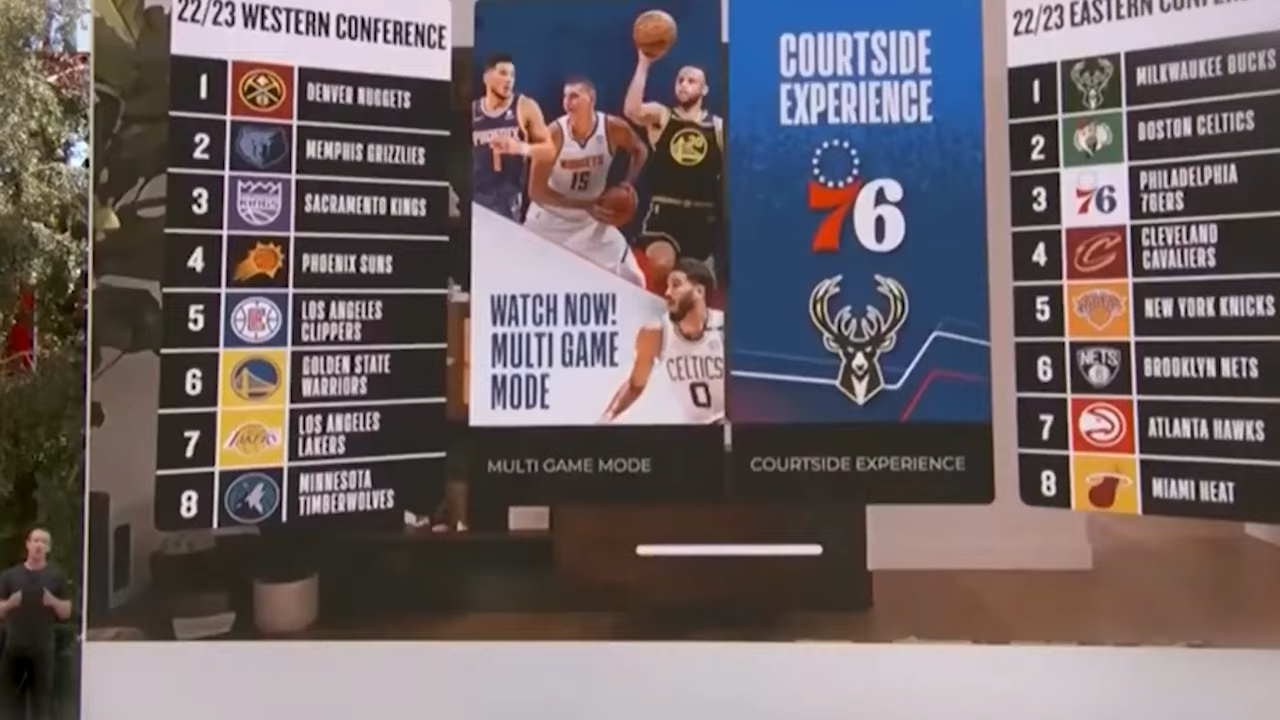 22/23 WESTERN CONFERENCE
1 DENVER NUGGETS
2 MEMPHIS GRIZZLIES
3 KINGS SACRAMENTO KINGS
4 PHOENIX SUNS
5 LOS ANGELES
CLIPPERS
6 GOLDEN STATE
WARRIORS
7 LAKERS LOS ANGELES
LAKERS
8 MINNESOTA
TIMBERWOLVES
1
NUGGETS
15
WATCH NOW!
MULTI GAME
MODE
CELTICS
0
MULTI GAME MODE
COURTSIDE
EXPERIENCE
76
COURTSIDE EXPERIENCE
22/23 EASTERN
1 MILWAUKEE BUCKS
2 BOSTON CELTICS
3 76 PHILADELPHIA
76ERS
4 CLEVELAND
CAVALIERS
5 NEW YORK KNICKS
6 NETS BROOKLYN NETS
7 ATLANTA HAWKS
8 MIAMI HEAT